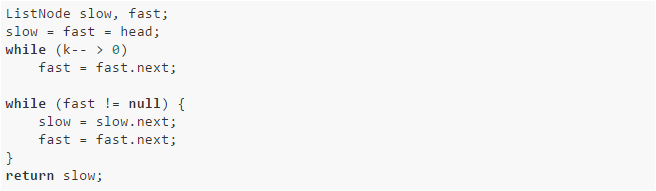 ListNode slow, fast;
slow = fast = head;
while (k-- > 0)
    fast = fast.next;

while (fast != null) {
    slow = slow.next;
    fast = fast.next;
}
return slow;